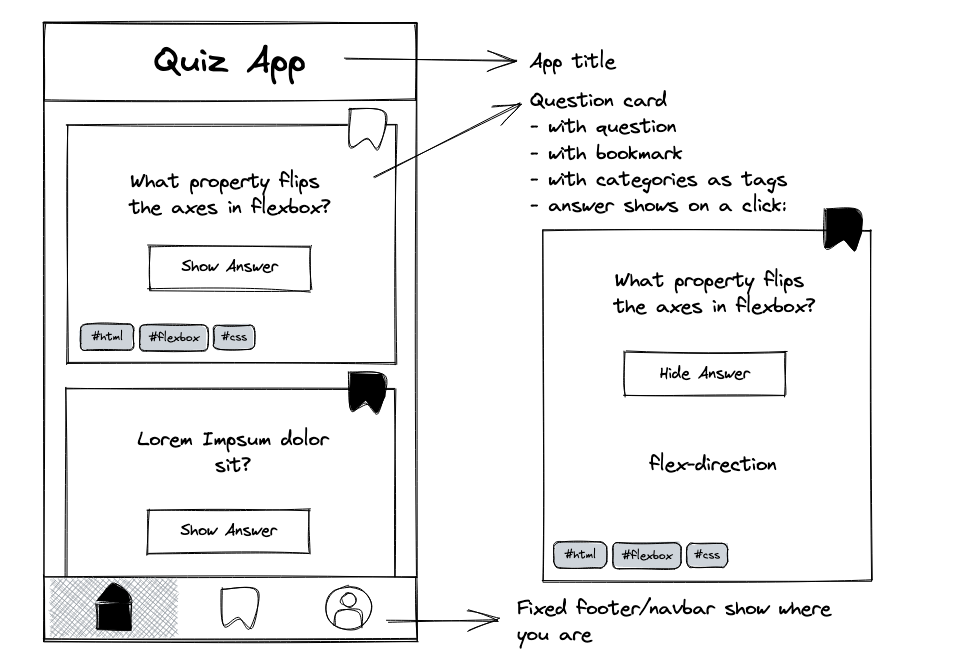 Quiz App
What property flips
the axes in flexbox?
Show Answer
#html #flexbox #css
Lorem Impsum dolor
sit?
Show Answer
App title
Question card
- with question
- with bookmark
- with categories as tags
- answer shows on a click:
What property flips
the axes in flexbox?
Hide Answer
flex-direction
#html #flexbox #css
Fixed footer/navbar show where
you are